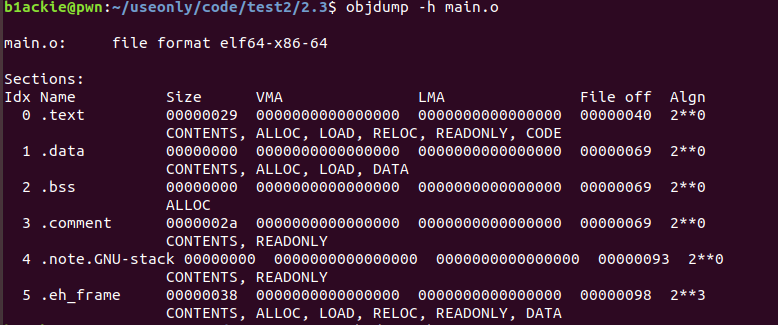 b1ackie@pwn:~/useonly/code/test2/2.3$ objdump -h main.o
main.o:     file format elf64-x86-64
Sections:
Idx Name          Size      VMA               LMA               File off  Algn
  0 .text         00000029  0000000000000000  0000000000000000  00000040  2**0
                  CONTENTS, ALLOC, LOAD, RELOC, READONLY, CODE
  1 .data         00000000  0000000000000000  0000000000000000  00000069  2**0
                  CONTENTS, ALLOC, LOAD, DATA
  2 .bss          00000000  0000000000000000  0000000000000000  00000069  2**0
                  ALLOC
  3 .comment      0000002a  0000000000000000  0000000000000000  00000069  2**0
                  CONTENTS, READONLY
  4 .note.GNU-stack 00000000  0000000000000000  0000000000000000  00000093  2**0
                  CONTENTS, READONLY
  5 .eh_frame     00000038  0000000000000000  0000000000000000  00000098  2**3
                  CONTENTS, ALLOC, LOAD, RELOC, READONLY, DATA